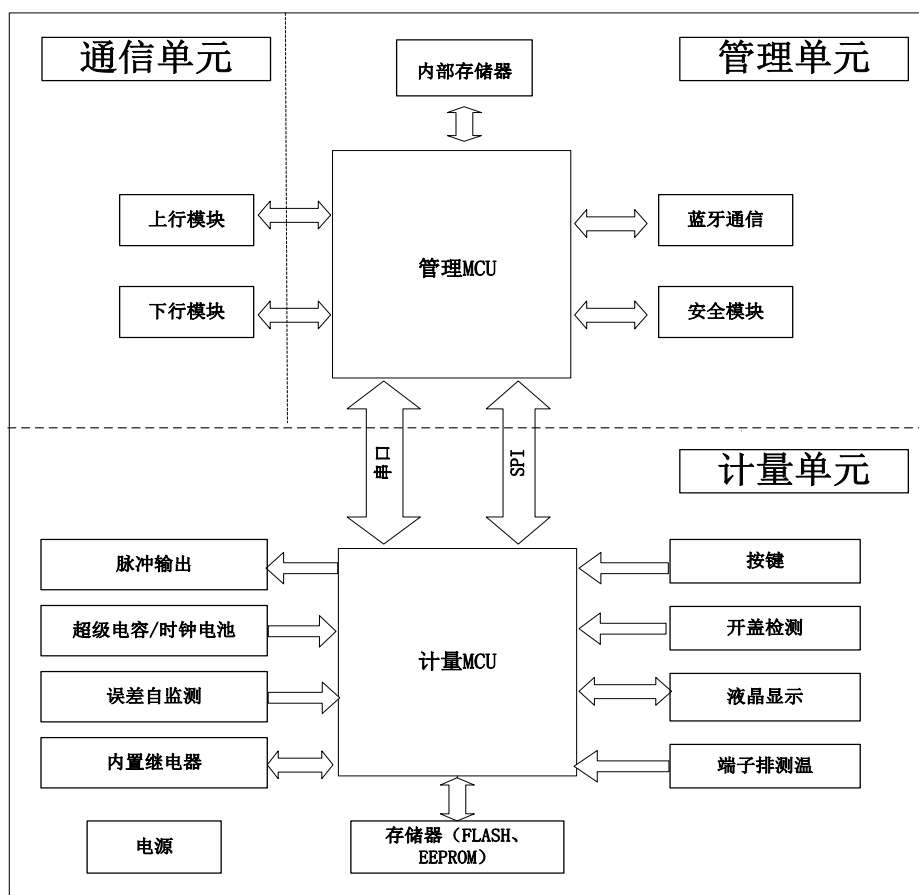 通信单元
管理单元
内部存储器
上行模块
蓝牙通信
管理MCU
下行模块
安全模块
串口
SPI
计量单元
脉冲输出
按键
超级电容/时钟电池
开盖检测
计量MCU
误差自监测
液晶显示
内置继电器
端子排测温
电源
存储器（FLASH、
EEPROM）